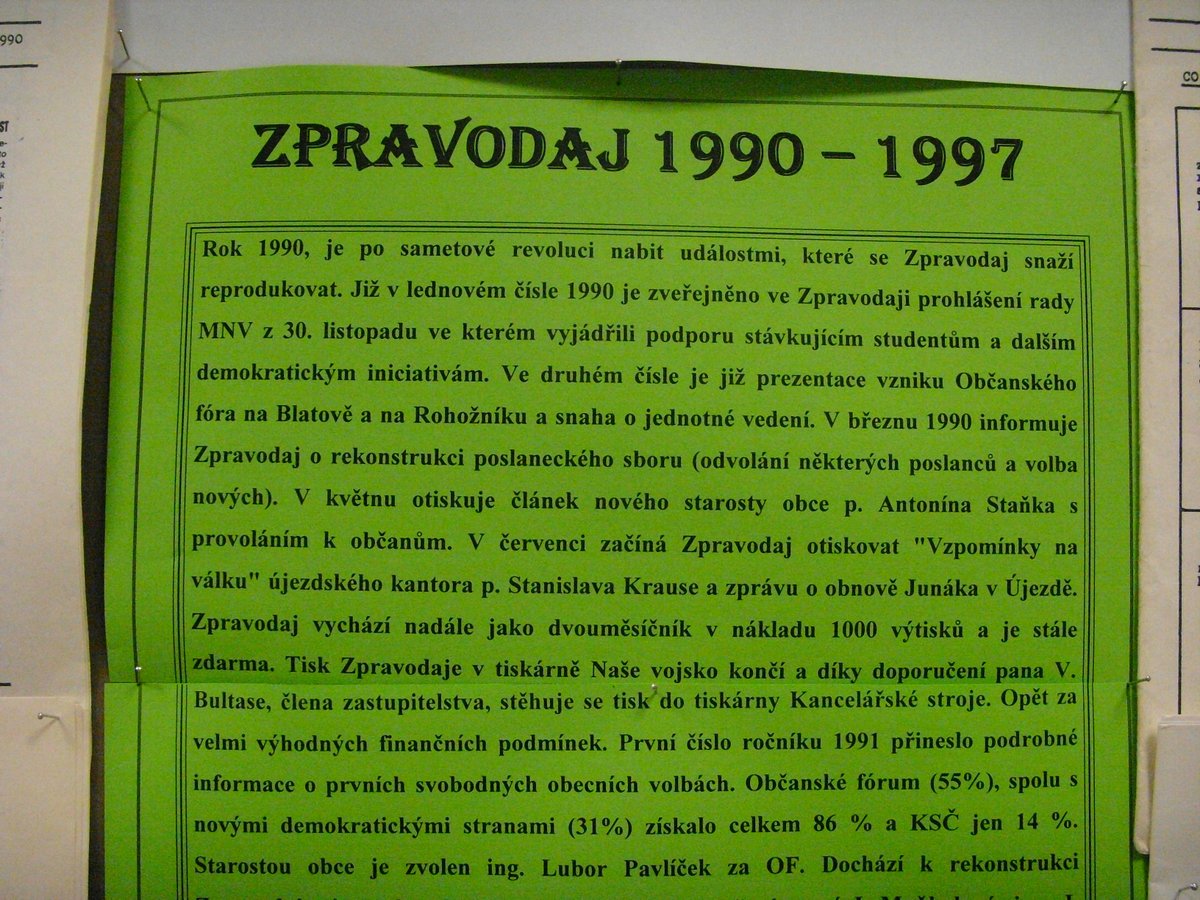 990
ST
ZPRAVODAJ 1990 – 1997
CO
Rok 1990, je po sametové revoluci nabit událostmi, které se Zpravodaj snaží
reprodukovat. Již v lednovém čísle 1990 je zveřejněno ve Zpravodaji prohlášení rady
MNV z 30. listopadu ve kterém vyjádřili podporu stávkujícím studentům a dalším
demokratickým iniciativám. Ve druhém čísle je již prezentace vzniku Občanského
fóra na Blatově a na Rohožníku a snaha o jednotné vedení. V březnu 1990 informuje
Zpravodaj o rekonstrukci poslaneckého sboru (odvolání některých poslanců a volba
nových). V květnu otiskuje článek nového starosty obce p. Antonína Staňka s
provoláním k občanům. V červenci začíná Zpravodaj otiskovat "Vzpomínky na
válku" újezdského kantora p. Stanislava Krause a zprávu o obnově Junáka v Újezdě.
Zpravodaj vychází nadále jako dvouměsíčník v nákladu 1000 výtisků a je stále
zdarma. Tisk Zpravodaje v tiskárně Naše vojsko končí a díky doporučení pana V.
Bultase, člena zastupitelstva, stěhuje se tisk do tiskárny Kancelářské stroje. Opět za
velmi výhodných finančních podmínek. První číslo ročníku 1991 přineslo podrobné
informace o prvních svobodných obecních volbách. Občanské fórum (55%), spolu s
novými demokratickými stranami (31%) získalo celkem 86 % a KSČ jen 14 %.
Starostou obce je zvolen ing. Lubor Pavlíček za OF. Dochází k rekonstrukci